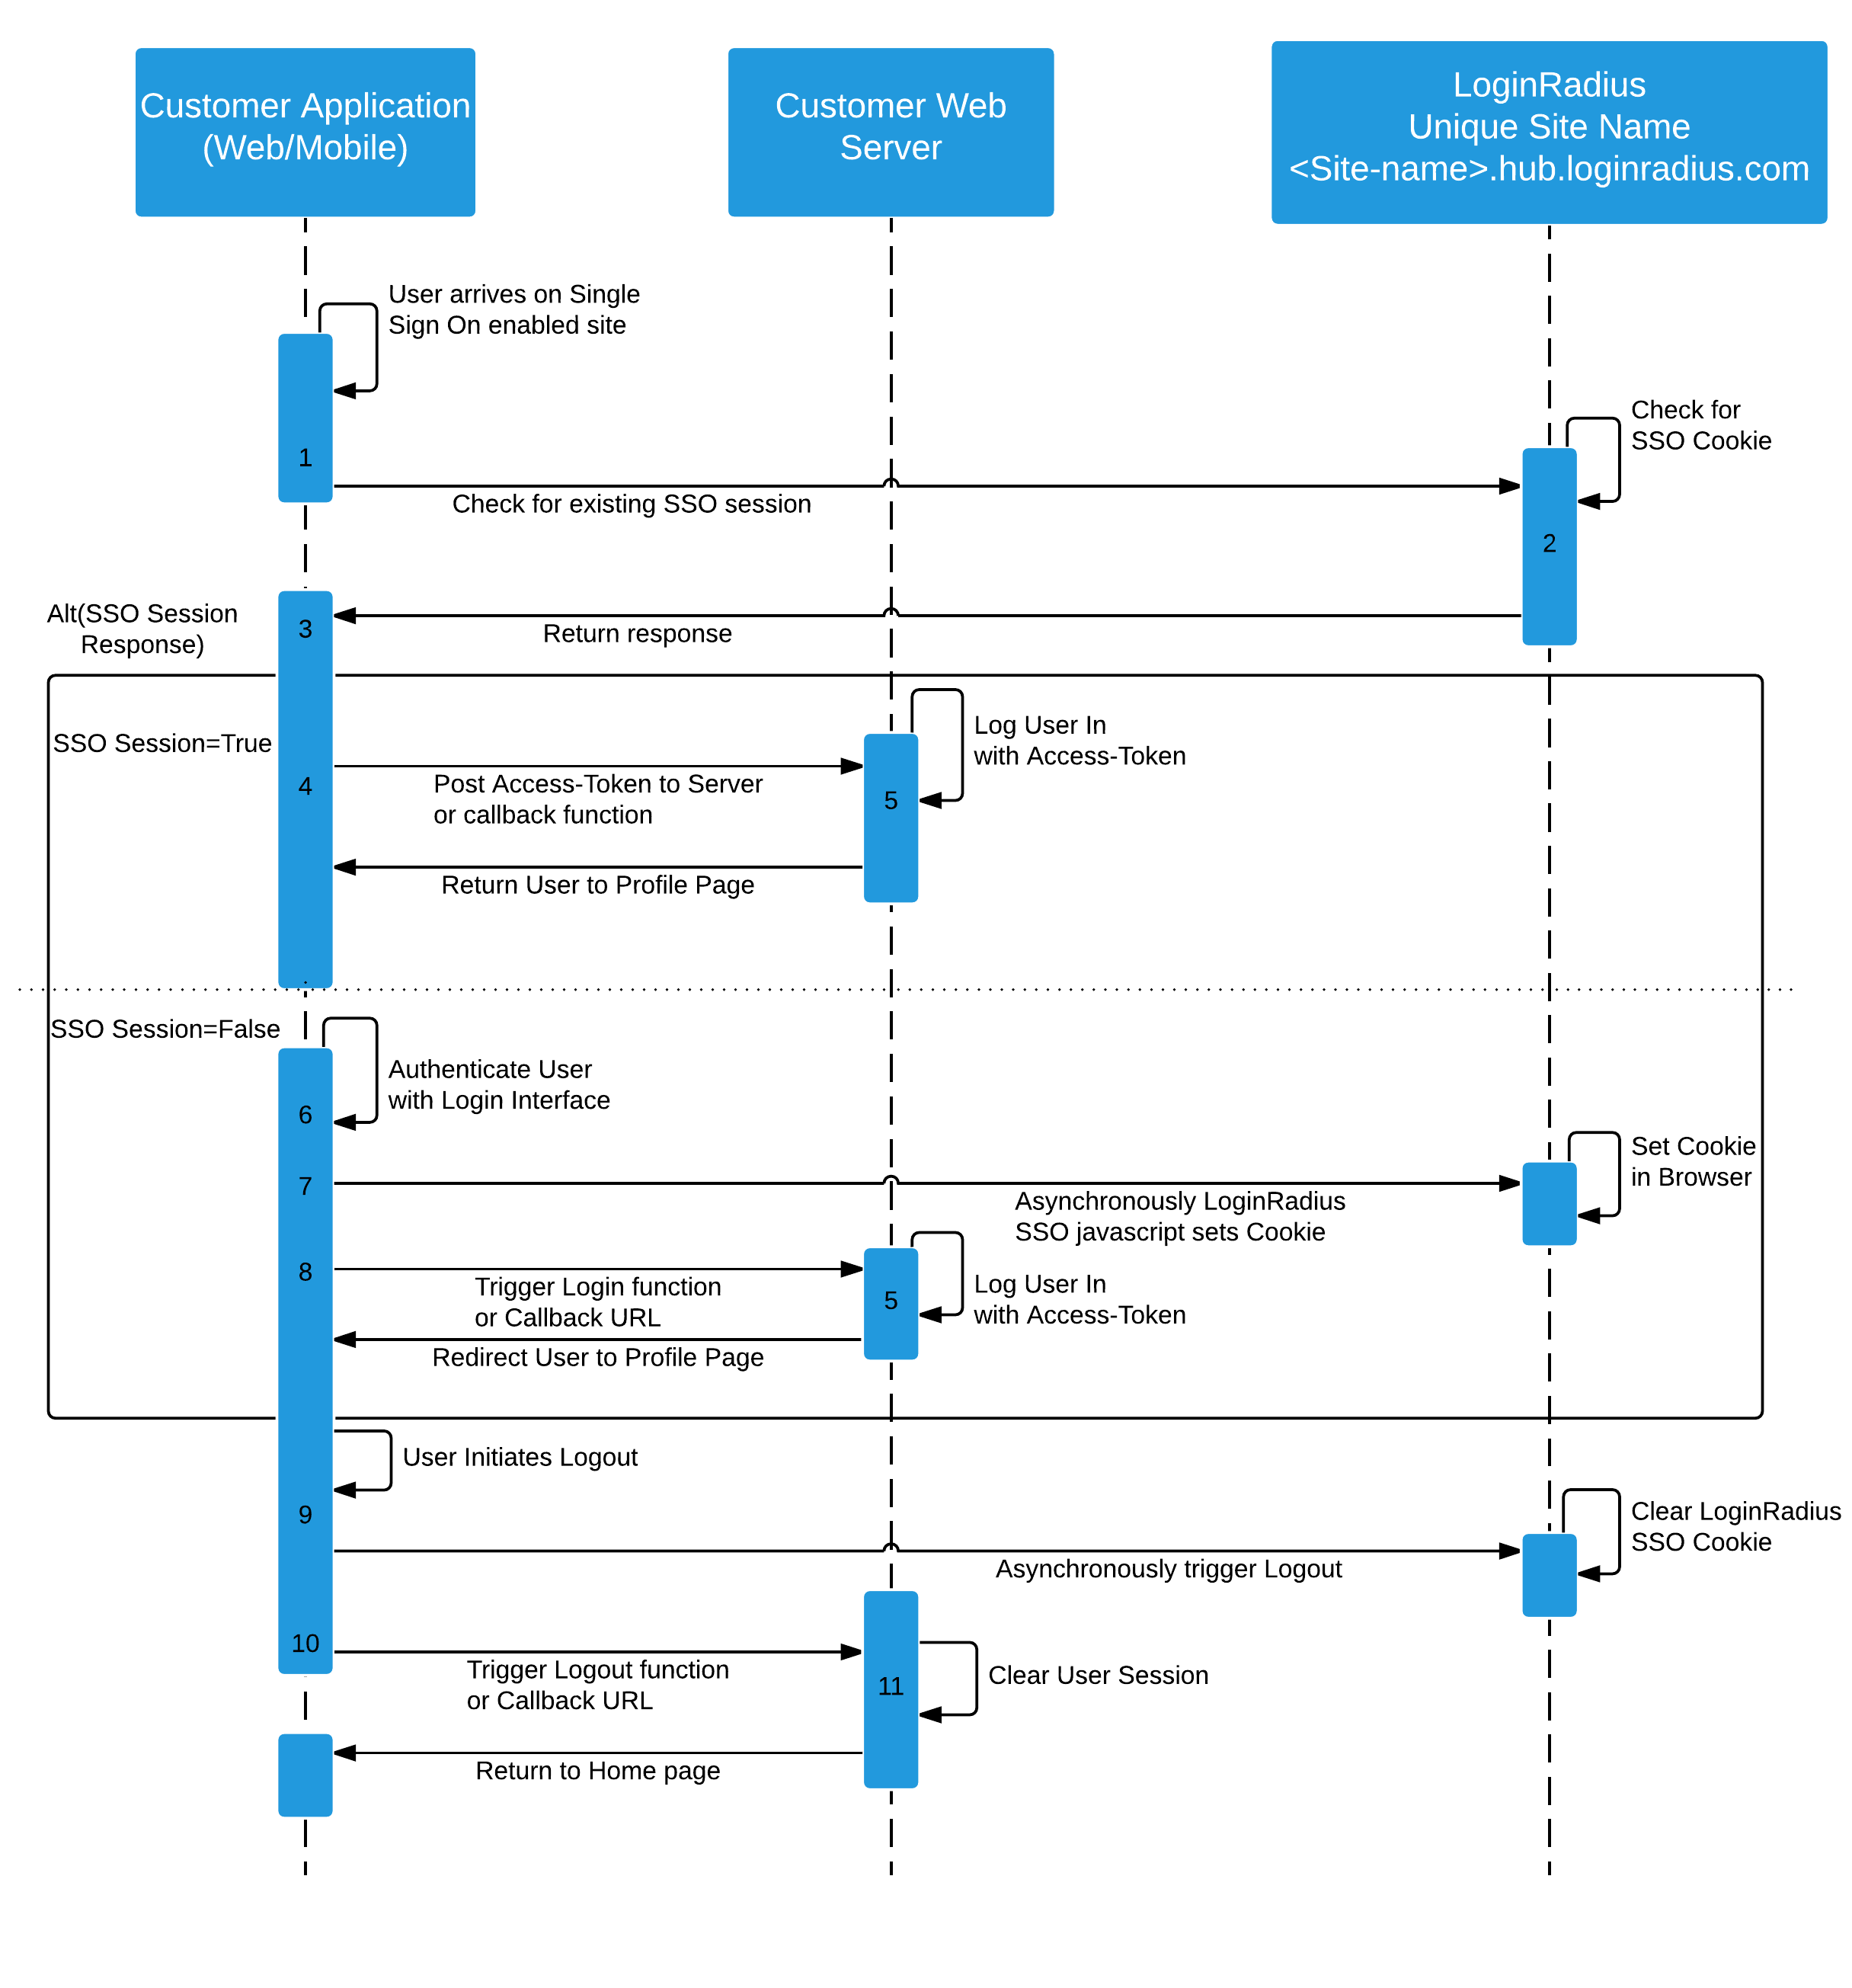 Customer Application
(Web/Mobile)
Customer Web
Server
LoginRadius
Unique Site Name
<Site-name>.hub.loginradius.com
User arrives on Single
Sign On enabled site
Check for
SSO Cookie
1
Check for existing SSO session
2
Alt(SSO Session
Response)
3
Return response
SSO Session=True
Log User In
with Access-Token
4
Post Access-Token to Server
or callback function
5
Return User to Profile Page
SSO Session=False
Authenticate User
with Login Interface
6
Set Cookie
in Browser
7
Asynchronously LoginRadius
SSO javascript sets Cookie
8
Trigger Login function
or Callback URL
5
Log User In
with Access-Token
Redirect User to Profile Page
User Initiates Logout
9
Clear LoginRadius
SSO Cookie
Asynchronously trigger Logout
10
Trigger Logout function
or Callback URL
11
Clear User Session
Return to Home page